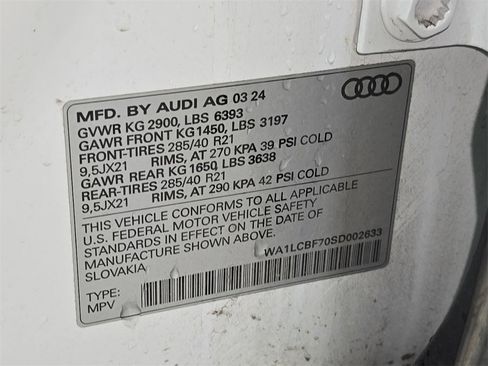 MFD. BY AUDI AG 03 24
GVWR KG 2900, LBS 6393
GAWR FRONT KG1450, LBS 3197
FRONT-TIRES 285/40 R21
9,5JX21 RIMS, AT 270 KPA 39 PSI COLD
GAWR REAR KG 1650 LBS 3638
REAR-TIRES 285/40 R21
9,5JX21 RIMS, AT 290 KPA 42 PSI COLD
THIS VEHICLE CONFORMS TO ALL APPLICABLE
U.S. FEDERAL MOTOR VEHICLE SAFETY
STANDARDS IN EFFECT ON THE DATE OF
MANUFACTURE SHOWN ABOVE.
SLOVAKIA
WA1LCBF70SD002633
TYPE:
MPV